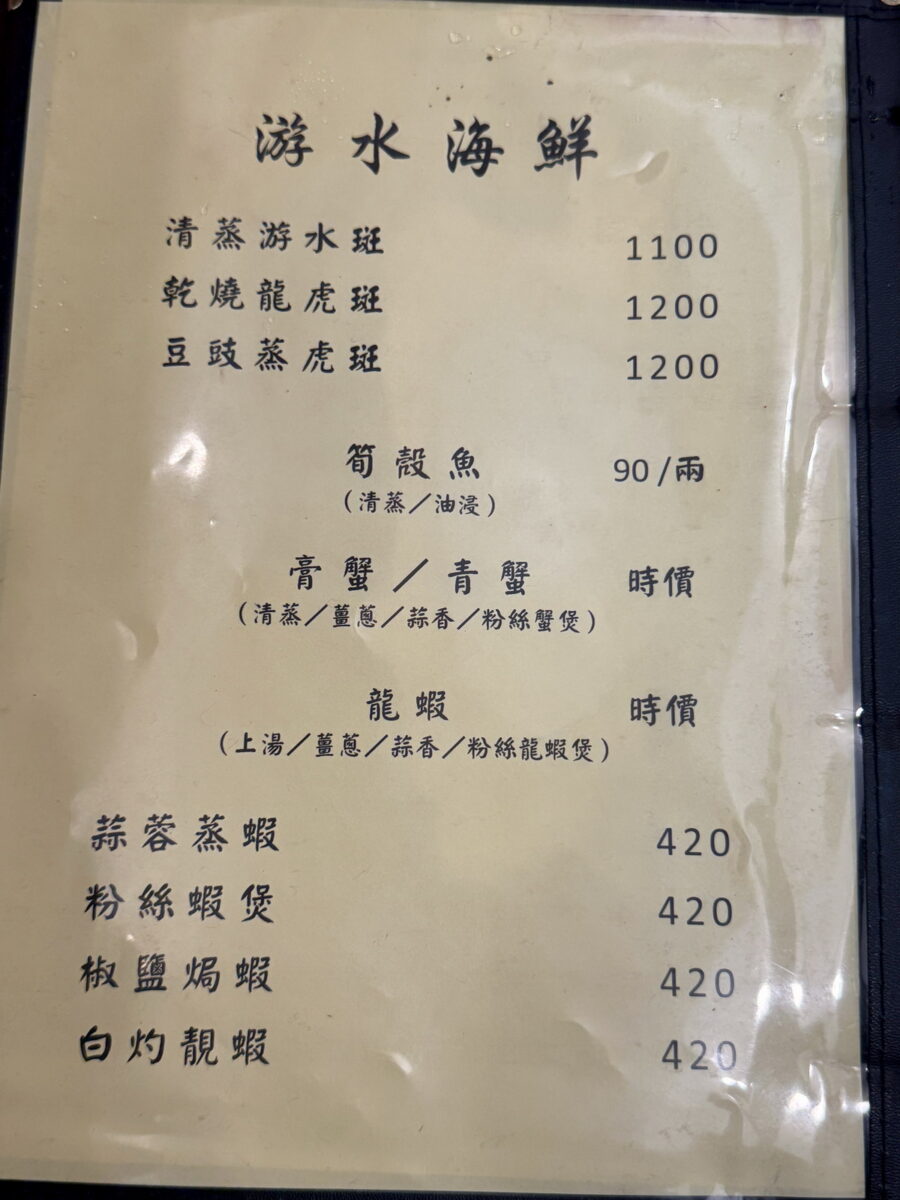 游水海鮮
清蒸游水斑 1100
乾燒龍虎斑 1200
豆豉蒸虎斑 1200
筍殼魚 90/兩
(清蒸/油浸)
膏蟹/青蟹 時價
(清蒸/薑蔥/蒜香/粉絲蟹煲)
龍蝦 時價
(上湯/薑蔥/蒜香/粉絲龍蝦煲)
蒜蓉蒸蝦 420
粉絲蝦煲 420
椒鹽焗蝦 420
白灼靚蝦 420